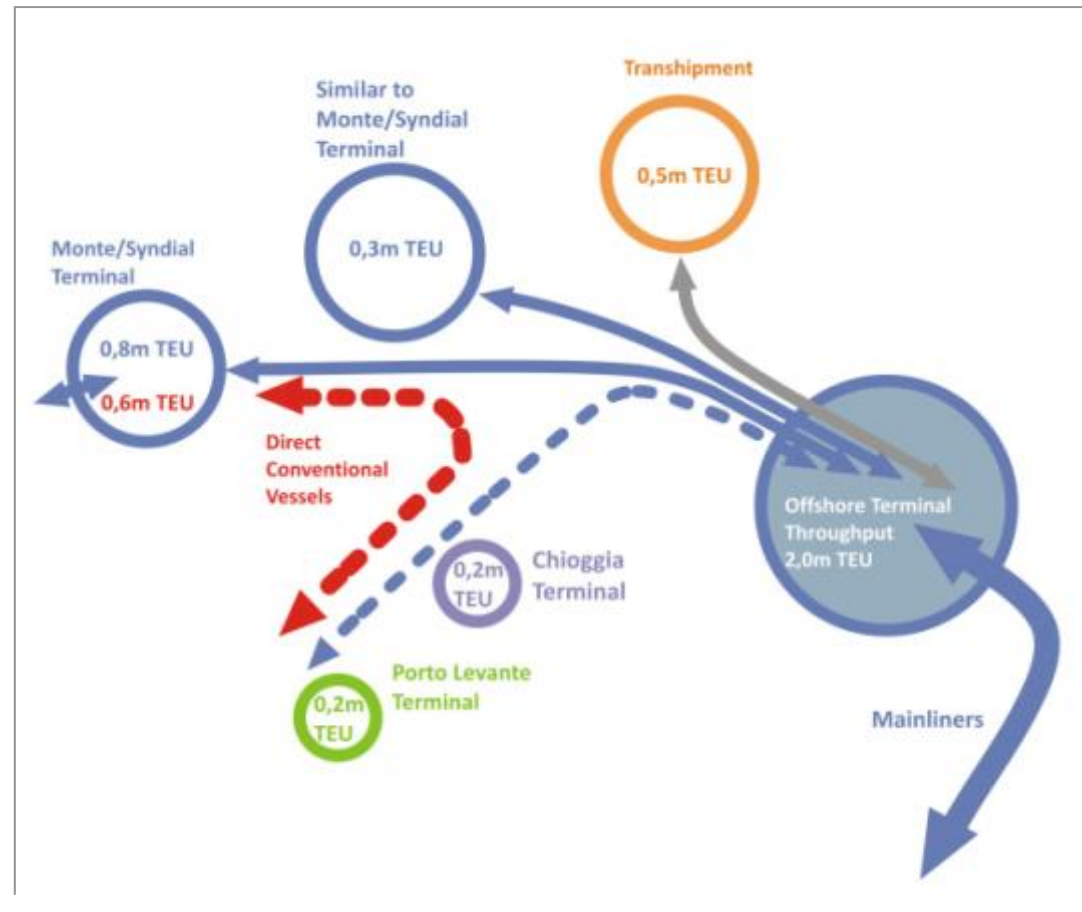 Transhipment
0,5m TEU
Similar to
Monte/Syndial
Terminal
0,3m TEU
Monte/Syndial
Terminal
0,8m TEU
0,6m TEU
Direct
Conventional
Vessels
Offshore Terminal
Throughput
2,0m TEU
0,2m
TEU
Chioggia
Terminal
Porto Levante
Terminal
0,2m
TEU
Mainliners